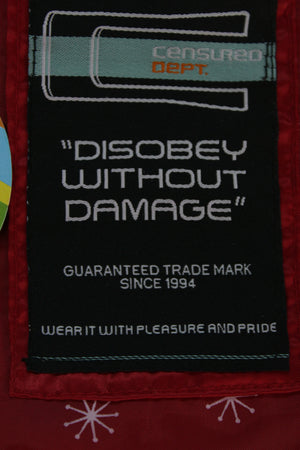 CENSURED
DEPT.
"DISOBEY
WITHOUT
DAMAGE"
GUARANTEED TRADE MARK
SINCE 1994
WEAR IT WITH PLEASURE AND PRIDE